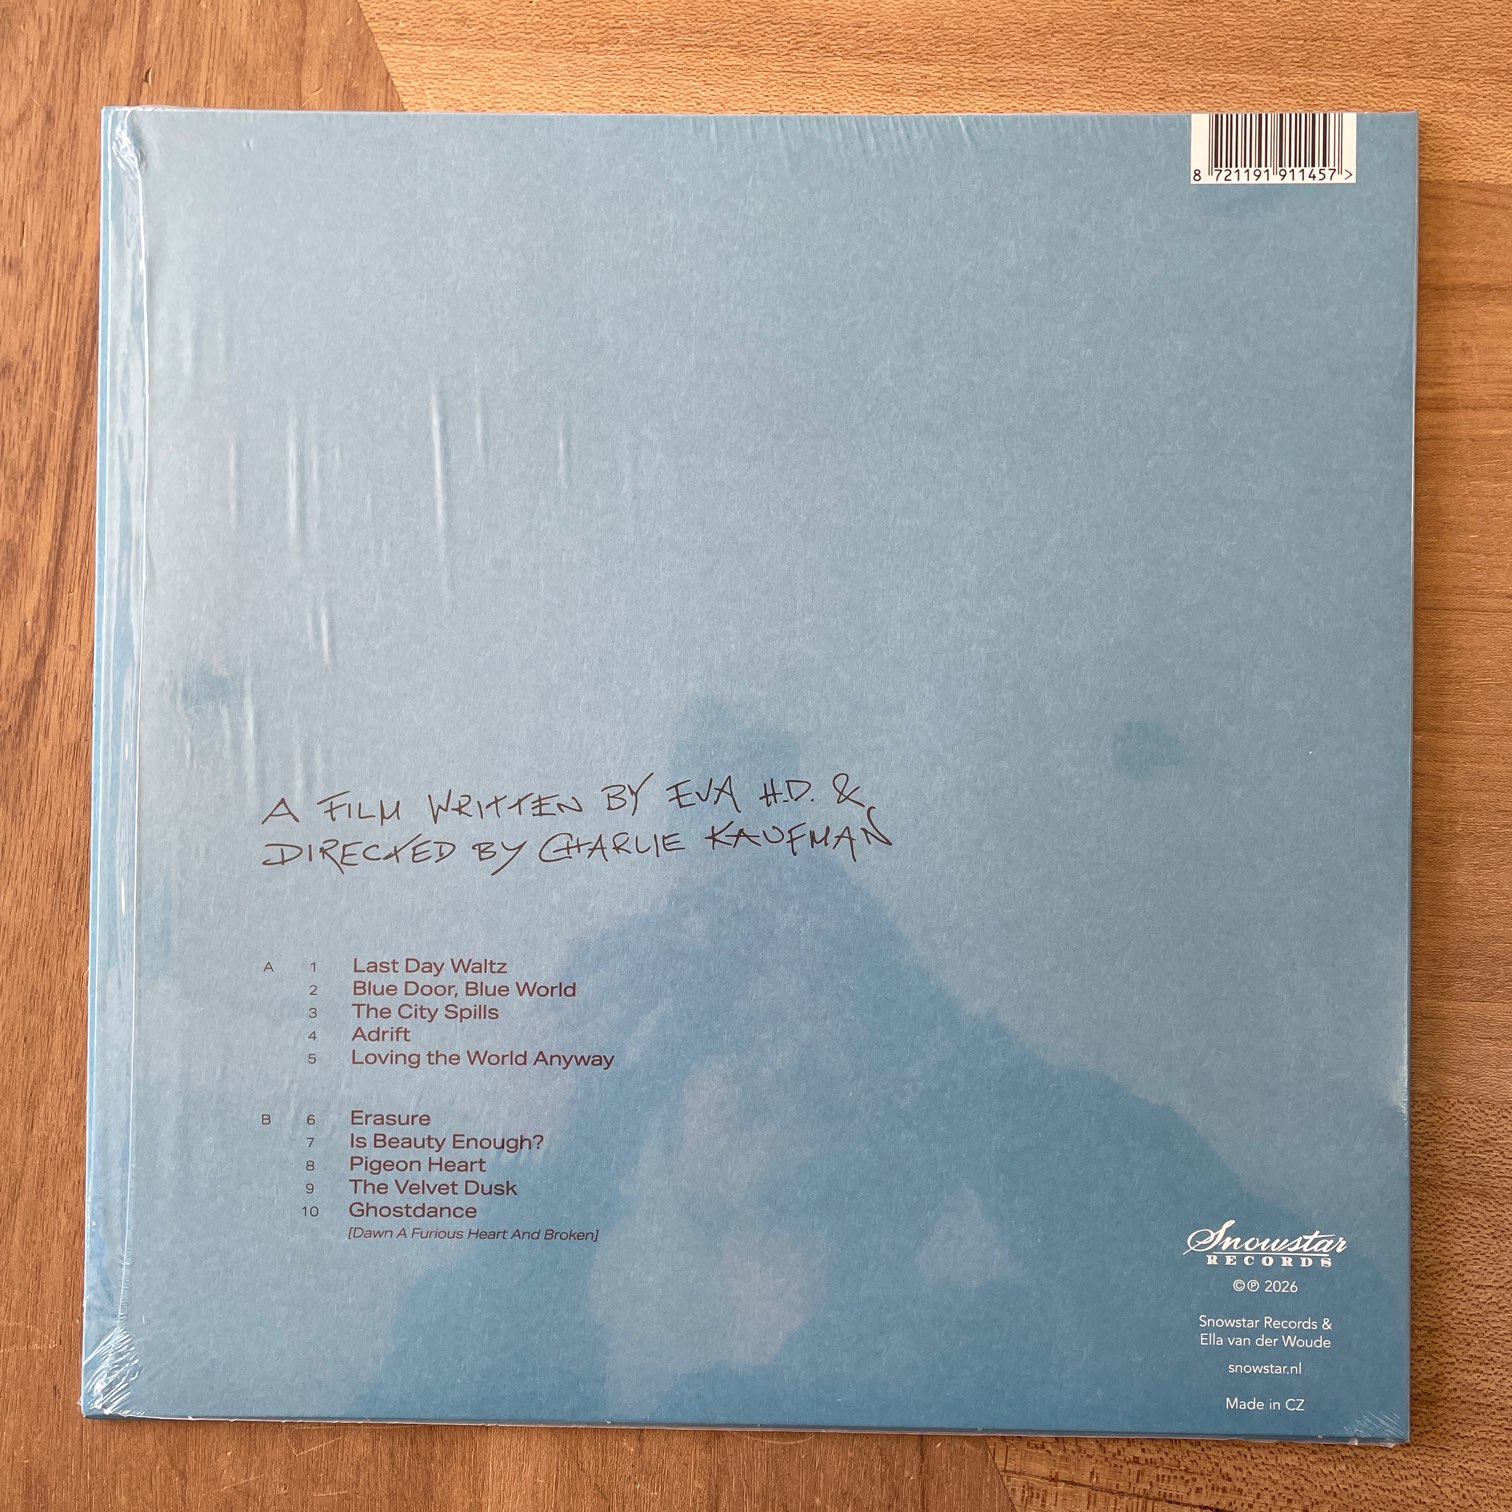 8 721191 911457 >
A FILM WRITTEN BY EVA H.D. &
DIRECTED BY CHARLIE KAUFMAN
A 1 Last Day Waltz
2 Blue Door, Blue World
3 The City Spills
4 Adrift
5 Loving the World Anyway
B 6 Erasure
7 Is Beauty Enough?
8 Pigeon Heart
9 The Velvet Dusk
10 Ghostdance
[Dawn A Furious Heart And Broken]
Snowstar
RECORDS
©℗ 2026
Snowstar Records &
Ella van der Woude
snowstar.nl
Made in CZ